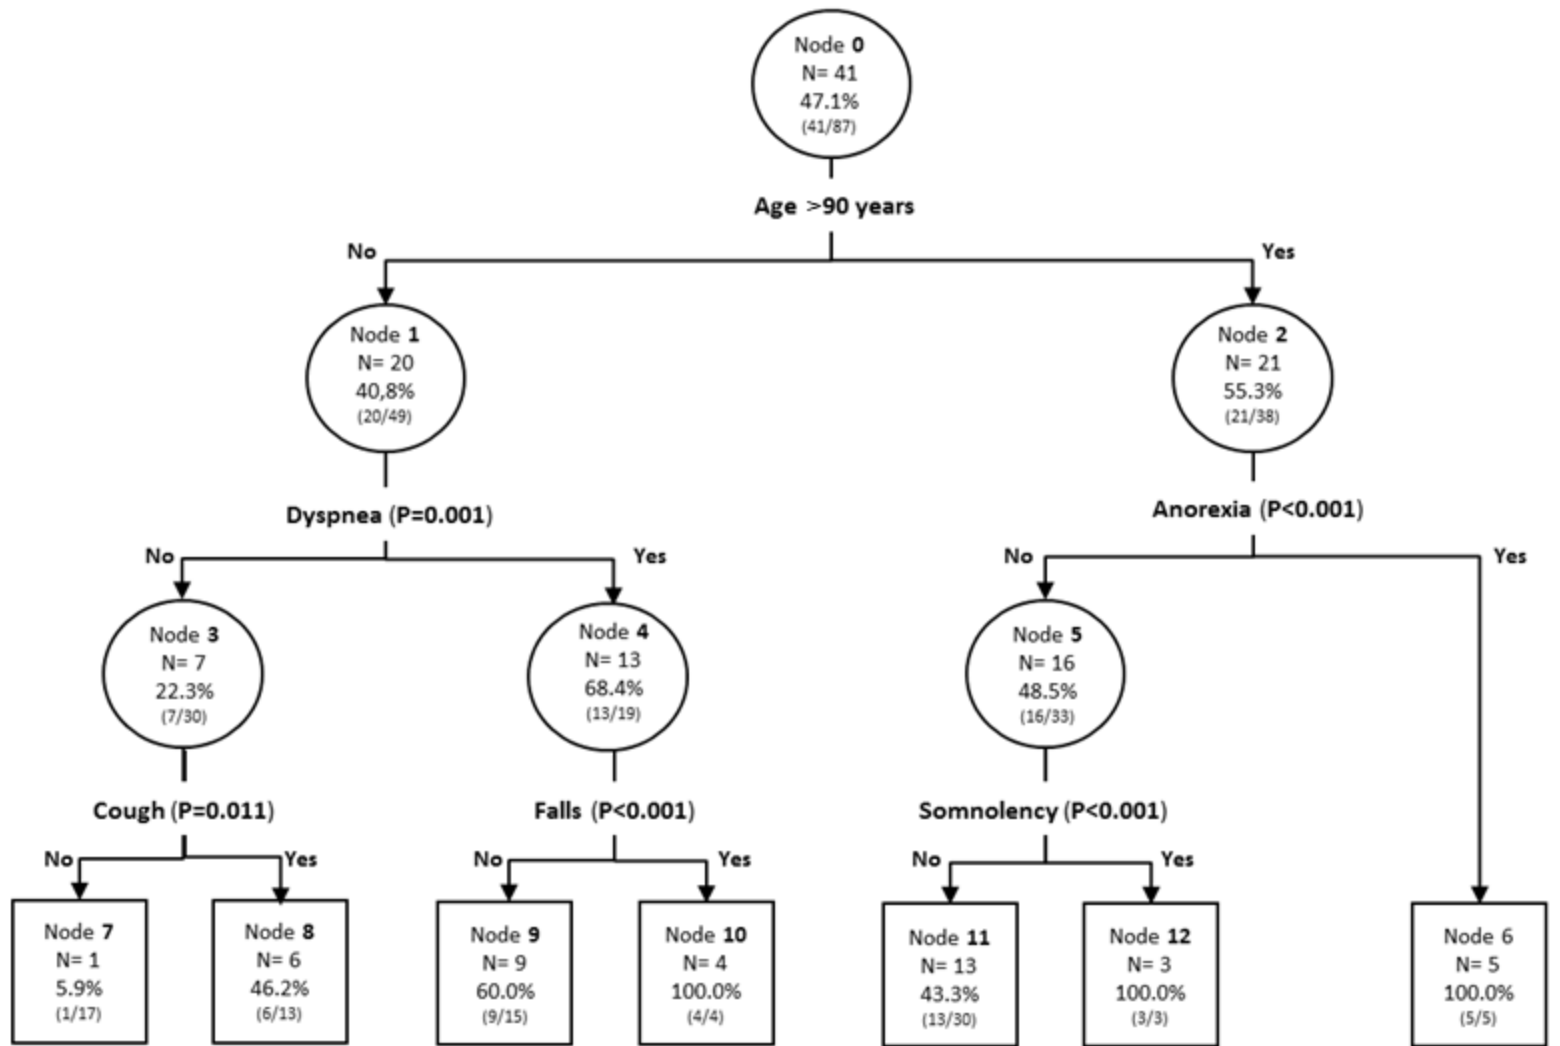 Node 0
N= 41
47.1%
(41/87)
Age >90 years
No
Yes
Node 1
N= 20
40,8%
(20/49)
Node 2
N= 21
55.3%
(21/38)
Dyspnea (P=0.001)
Anorexia (P<0.001)
No
Yes
No
Yes
Node 3
N= 7
22.3%
(7/30)
Node 4
N= 13
68.4%
(13/19)
Node 5
N= 16
48.5%
(16/33)
Cough (P=0.011)
Falls (P<0.001)
Somnolency (P<0.001)
No
Yes
No
Yes
No
Yes
Node 7
N= 1
5.9%
(1/17)
Node 8
N= 6
46.2%
(6/13)
Node 9
N= 9
60.0%
(9/15)
Node 10
N= 4
100.0%
(4/4)
Node 11
N= 13
43.3%
(13/30)
Node 12
N= 3
100.0%
(3/3)
Node 6
N= 5
100.0%
(5/5)